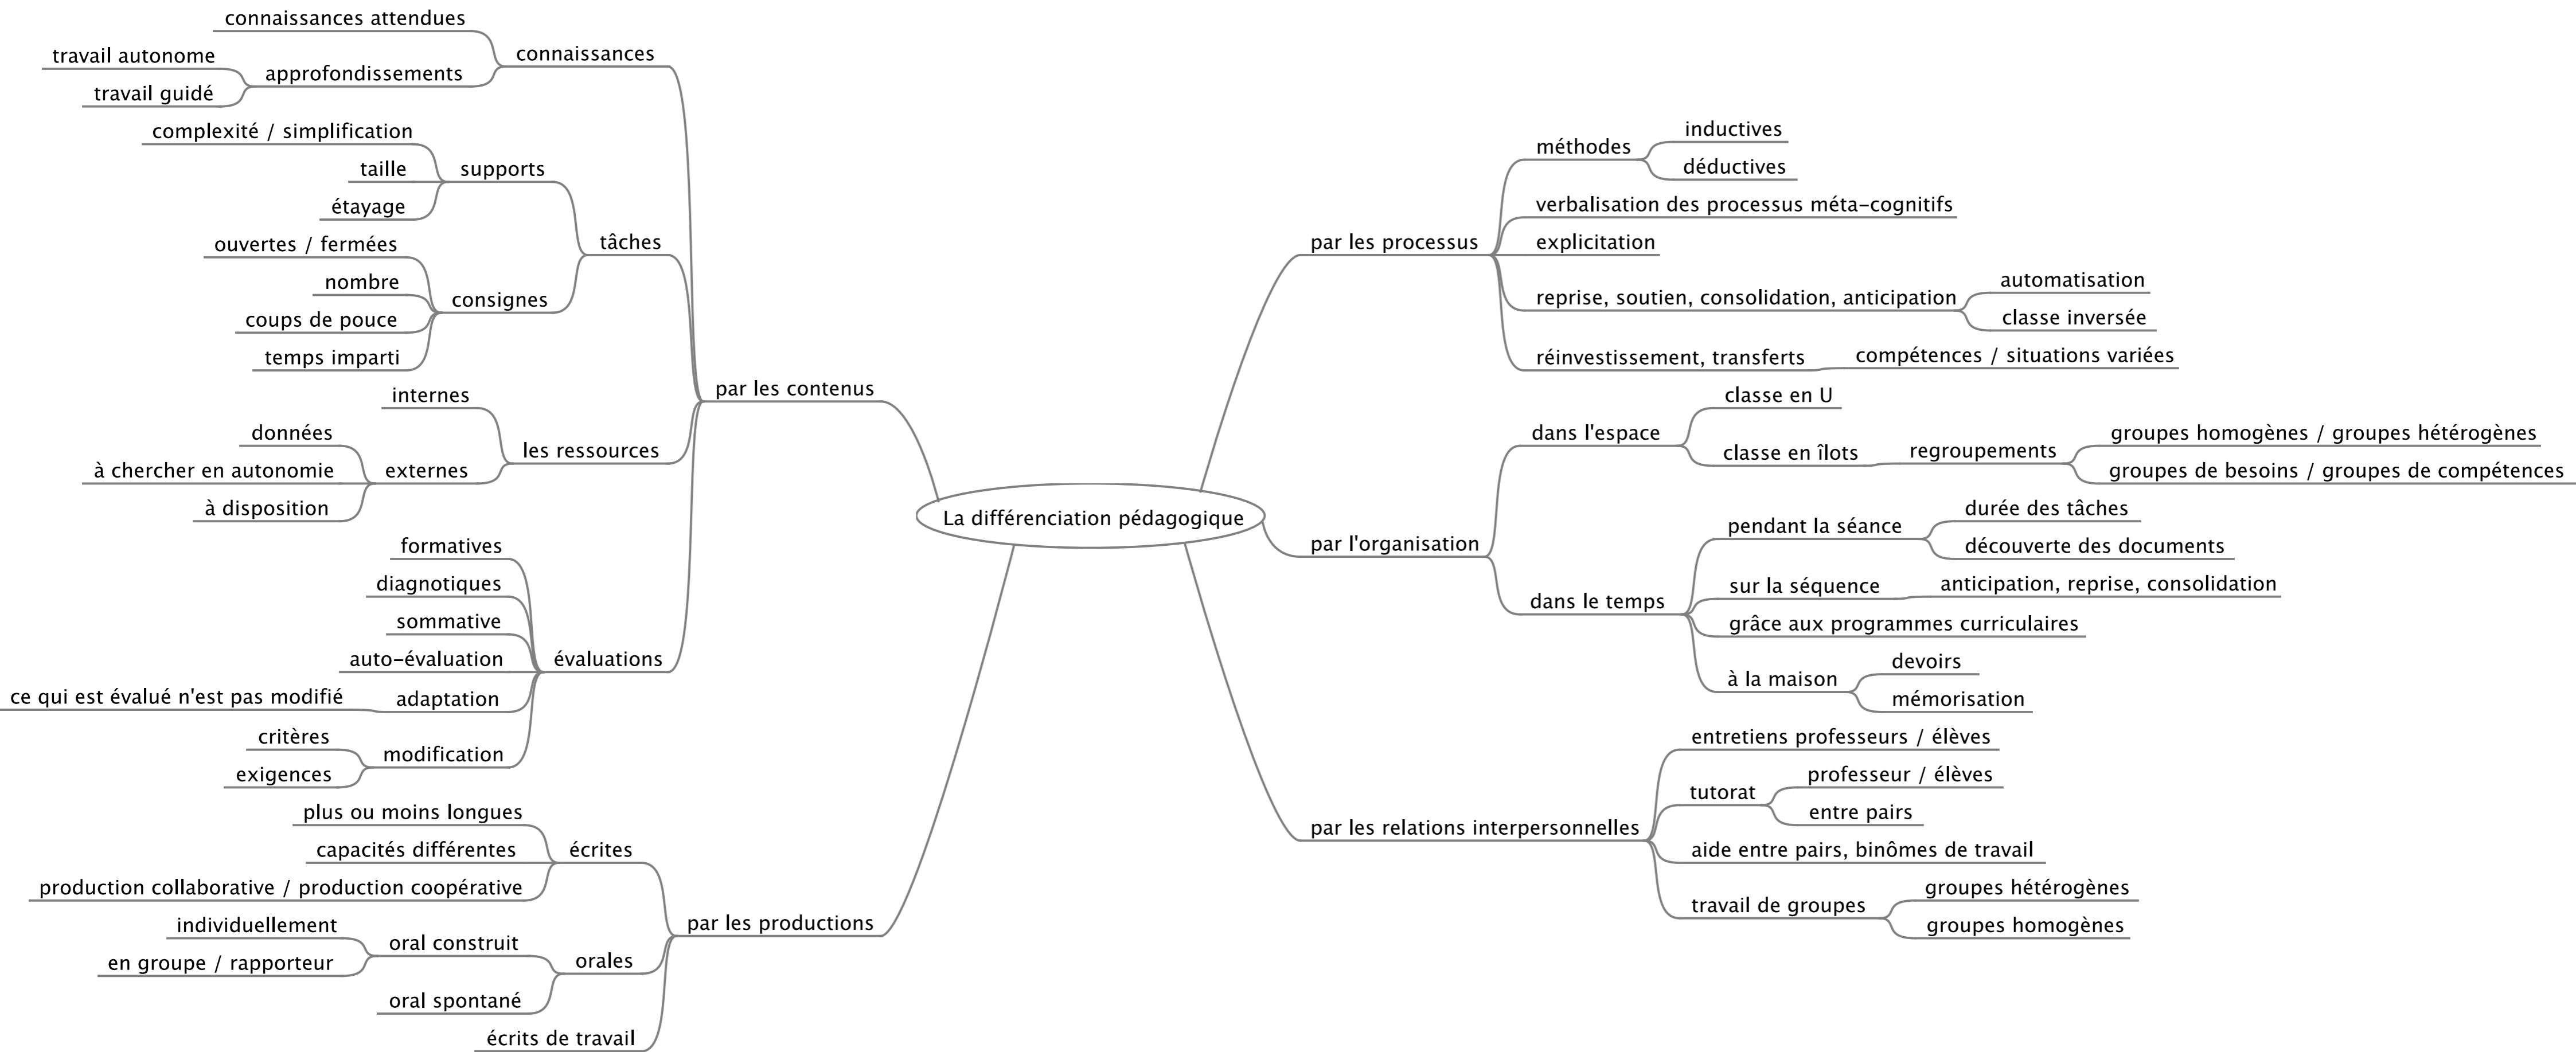 La différenciation pédagogique
par les contenus
connaissances
connaissances attendues
approfondissements
travail autonome
travail guidé
tâches
supports
complexité / simplification
taille
étayage
consignes
ouvertes / fermées
nombre
coups de pouce
temps imparti
les ressources
internes
externes
données
à chercher en autonomie
à disposition
évaluations
formatives
diagnotiques
sommative
auto-évaluation
adaptation
ce qui est évalué n'est pas modifié
modification
critères
exigences
par les productions
écrites
plus ou moins longues
capacités différentes
production collaborative / production coopérative
orales
oral construit
individuellement
en groupe / rapporteur
oral spontané
écrits de travail
par les processus
méthodes
inductives
déductives
verbalisation des processus méta-cognitifs
explicitation
reprise, soutien, consolidation, anticipation
automatisation
classe inversée
réinvestissement, transferts
compétences / situations variées
par l'organisation
dans l'espace
classe en U
classe en îlots
regroupements
groupes homogènes / groupes hétérogènes
groupes de besoins / groupes de compétences
dans le temps
pendant la séance
durée des tâches
découverte des documents
sur la séquence
anticipation, reprise, consolidation
grâce aux programmes curriculaires
à la maison
devoirs
mémorisation
par les relations interpersonnelles
entretiens professeurs / élèves
tutorat
professeur / élèves
entre pairs
aide entre pairs, binômes de travail
travail de groupes
groupes hétérogènes
groupes homogènes